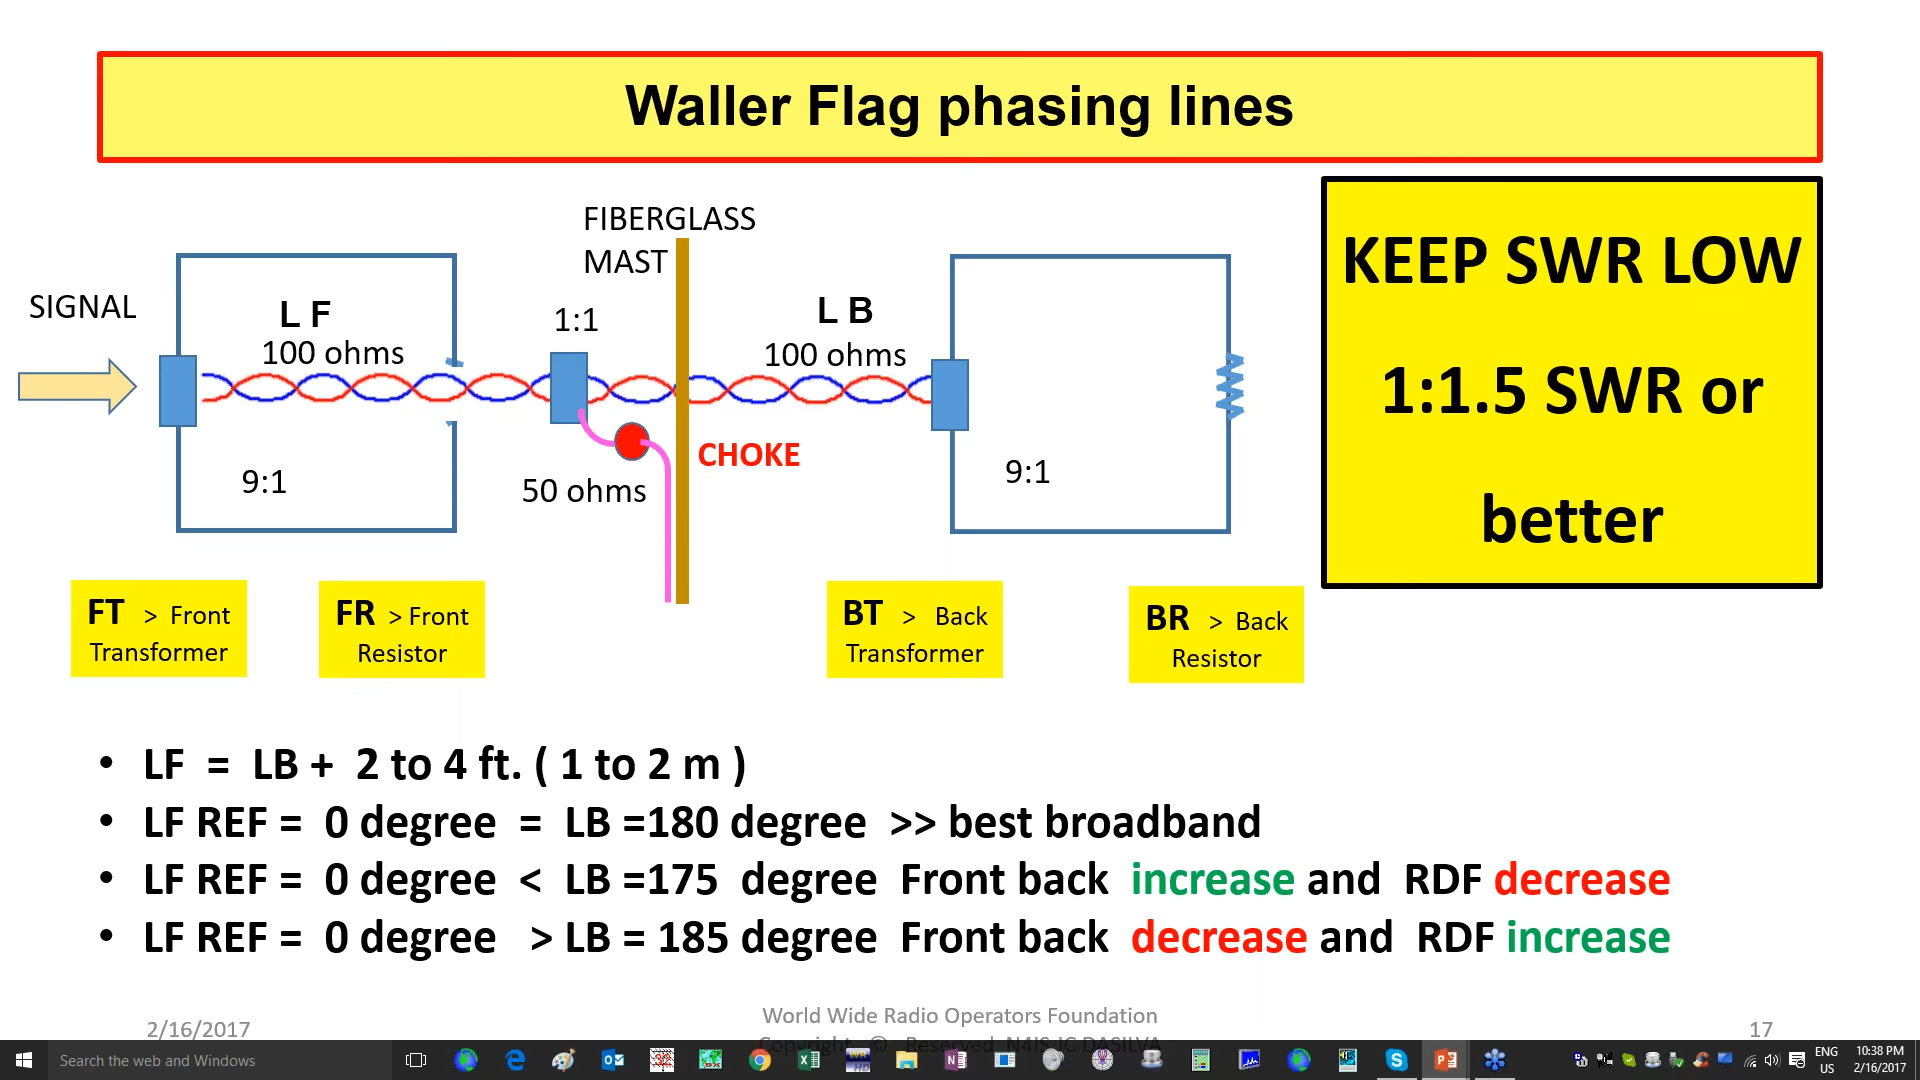 Waller Flag phasing lines
FIBERGLASS
MAST
SIGNAL
L F
100 ohms
1:1
L B
100 ohms
CHOKE
9:1
50 ohms
9:1
KEEP SWR LOW
1:1.5 SWR or
better
FT > Front
Transformer
FR > Front
Resistor
BT > Back
Transformer
BR > Back
Resistor
• LF = LB + 2 to 4 ft. ( 1 to 2 m )
• LF REF = 0 degree = LB =180 degree >> best broadband
• LF REF = 0 degree < LB =175 degree Front back increase and RDF decrease
• LF REF = 0 degree > LB = 185 degree Front back decrease and RDF increase
2/16/2017
World Wide Radio Operators Foundation
Copyright © Reserved N4IS JC DASILVA
17
Search the web and Windows
ENG
US
10:38 PM
2/16/2017